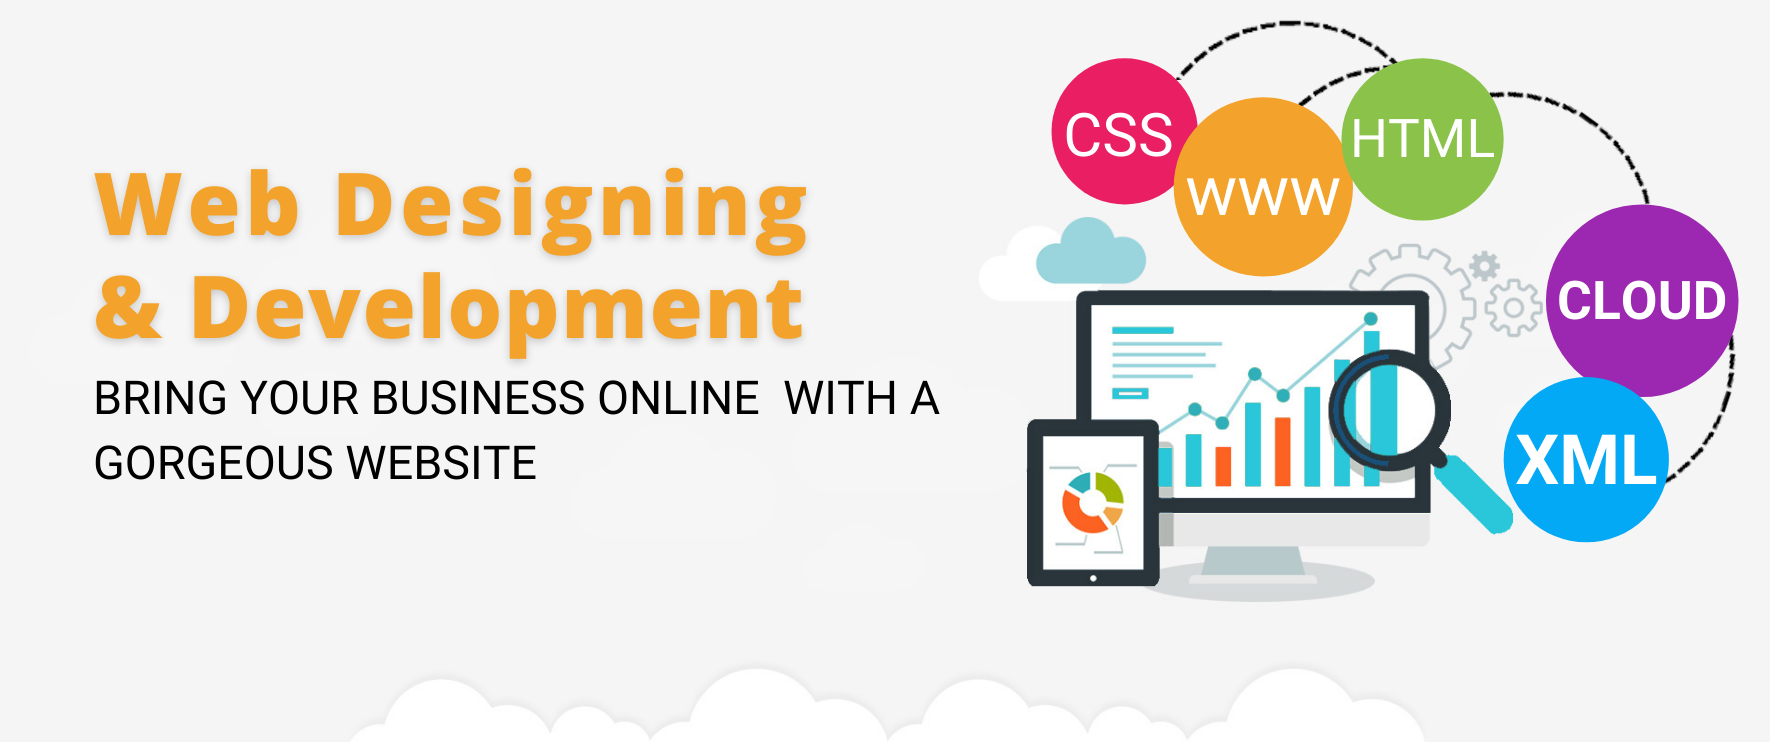 Web Designing
& Development
BRING YOUR BUSINESS ONLINE  WITH A
GORGEOUS WEBSITE
CSS
WWW
HTML
CLOUD
XML